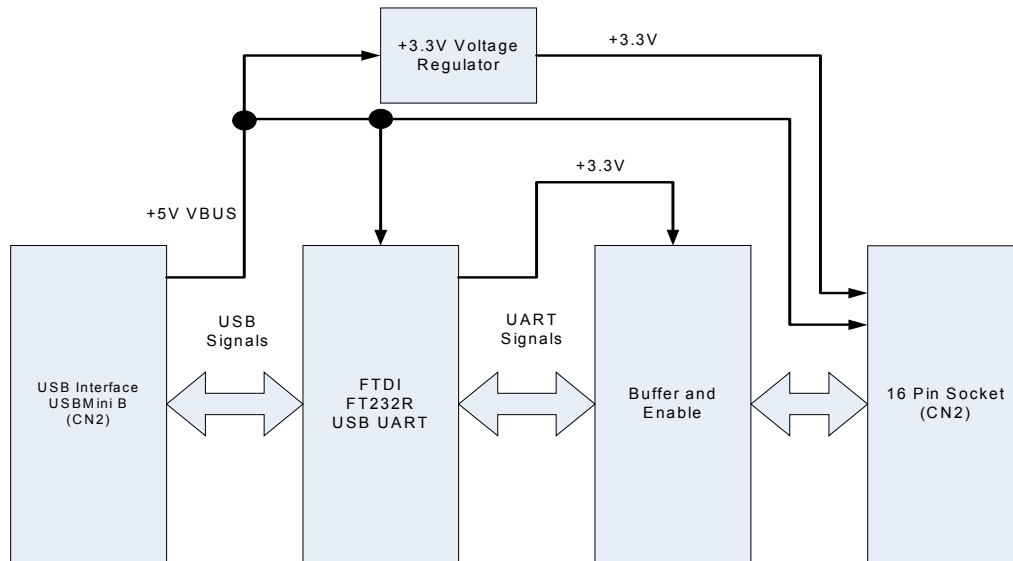 +3.3V Voltage
Regulator
+3.3V
+3.3V
+5V VBUS
USB
Signals
UART
Signals
USB Interface
USBMini B
(CN2)
FTDI
FT232R
USB UART
Buffer and
Enable
16 Pin Socket
(CN2)